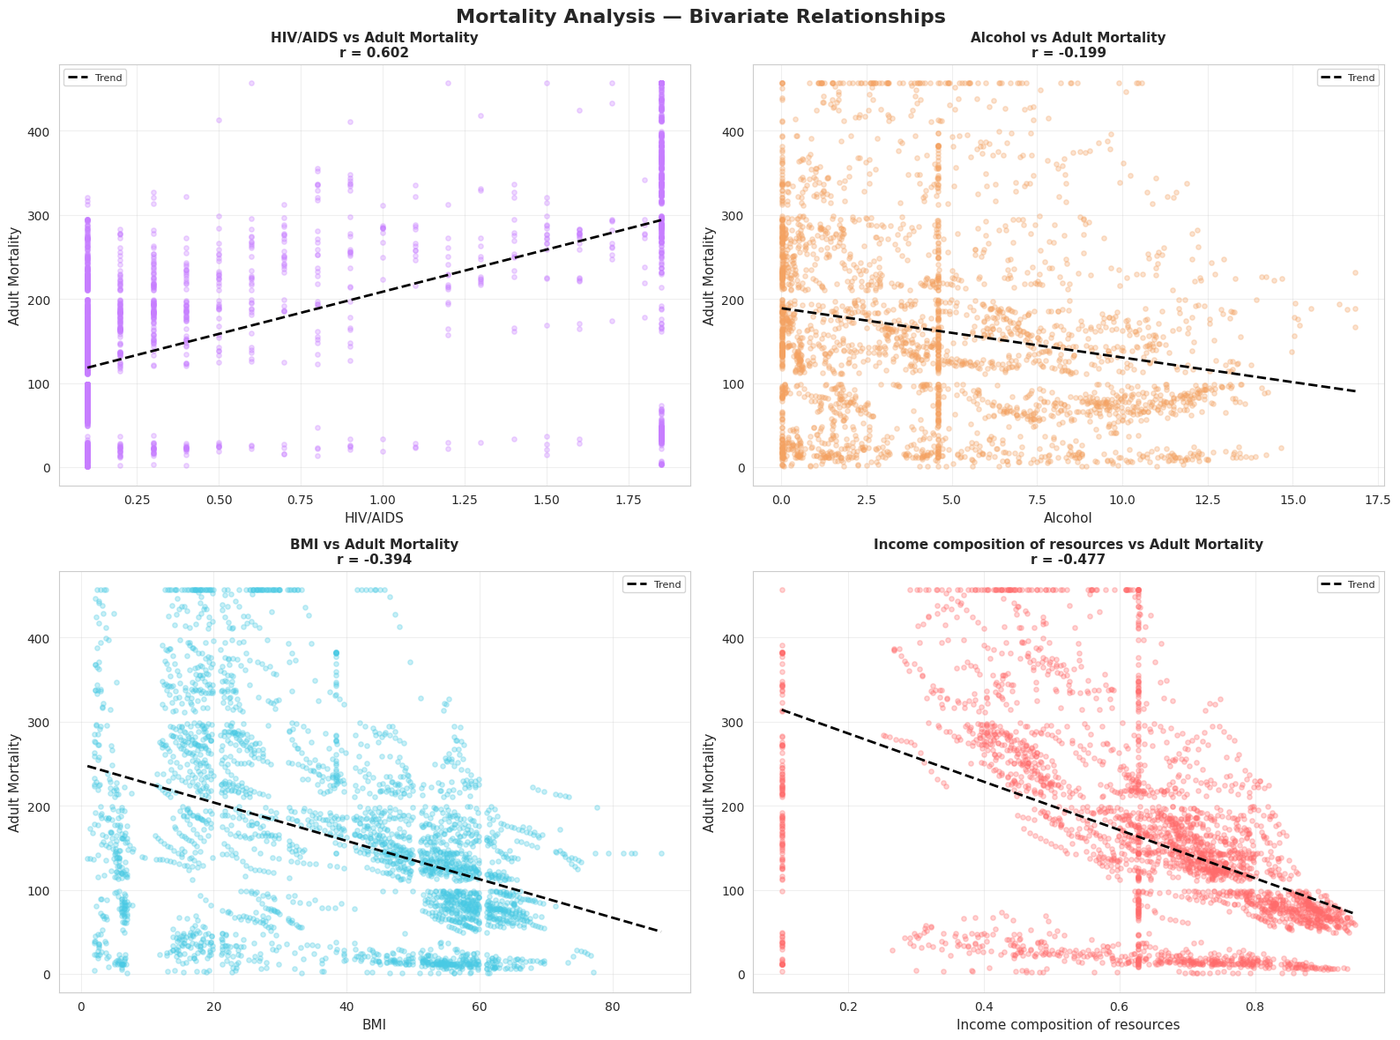 Mortality Analysis — Bivariate Relationships
HIV/AIDS vs Adult Mortality
r = 0.602
Trend
Adult Mortality
400
300
200
100
0
0.25 0.50 0.75 1.00 1.25 1.50 1.75
HIV/AIDS
Alcohol vs Adult Mortality
r = -0.199
Trend
Adult Mortality
400
300
200
100
0
0.0 2.5 5.0 7.5 10.0 12.5 15.0 17.5
Alcohol
BMI vs Adult Mortality
r = -0.394
Trend
Adult Mortality
400
300
200
100
0
0 20 40 60 80
BMI
Income composition of resources vs Adult Mortality
r = -0.477
Trend
Adult Mortality
400
300
200
100
0
0.2 0.4 0.6 0.8
Income composition of resources